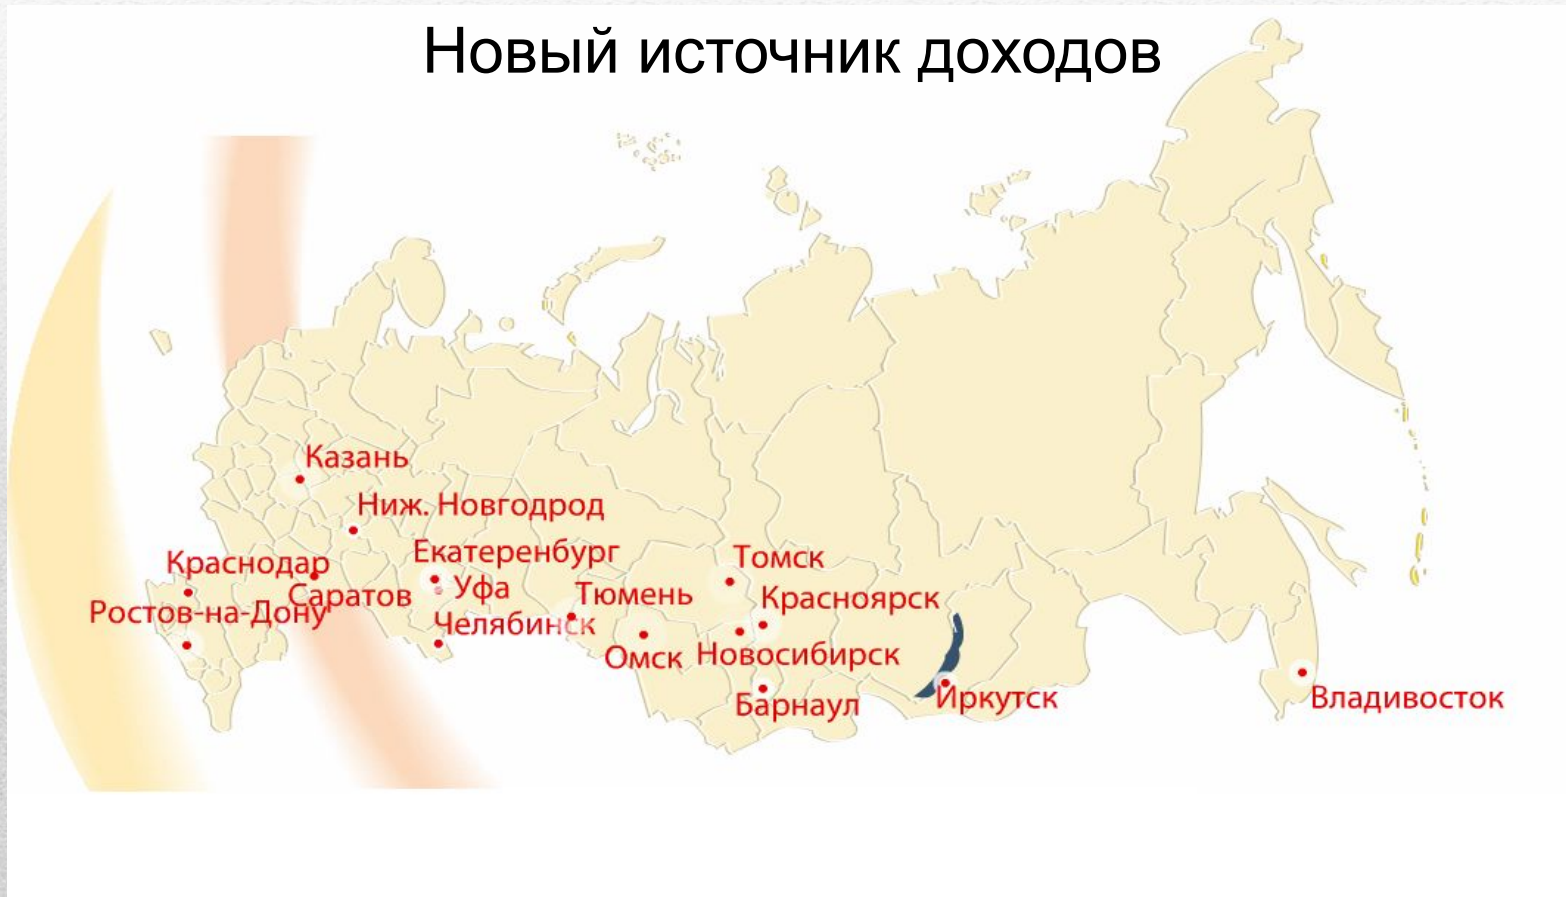 Новый источник доходов
Казань
Ниж. Новгодрод
Екатеренбург
Томск
Краснодар
Уфа
Саратов
Тюмень
Красноярск
Ростов-на-Дону
Челябинск
Омск
Новосибирск
Барнаул
Иркутск
Владивосток